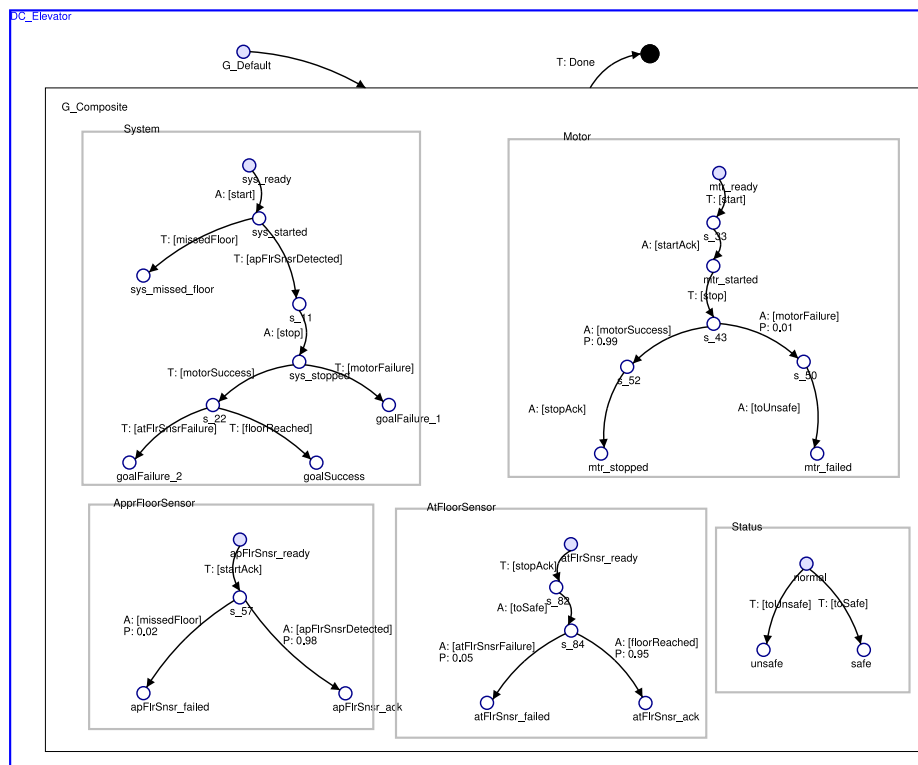 DC_Elevator
G_Default
T: Done
G_Composite
System
sys_ready
A: [start]
sys_started
T: [missedFloor]
T: [apFlrSnsrDetected]
sys_missed_floor
s_11
A: [stop]
sys_stopped
T: [motorSuccess]
T: [motorFailure]
s_22
goalFailure_1
T: [atFlrSnsrFailure]
T: [floorReached]
goalFailure_2
goalSuccess
Motor
mtr_ready
T: [start]
s_33
A: [startAck]
mtr_started
T: [stop]
s_43
A: [motorSuccess]
P: 0.99
A: [motorFailure]
P: 0.01
s_52
s_50
A: [stopAck]
A: [toUnsafe]
mtr_stopped
mtr_failed
ApprFloorSensor
apFlrSnsr_ready
T: [startAck]
s_57
A: [missedFloor]
P: 0.02
A: [apFlrSnsrDetected]
P: 0.98
apFlrSnsr_failed
apFlrSnsr_ack
AtFloorSensor
atFlrSnsr_ready
T: [stopAck]
s_82
A: [toSafe]
s_84
A: [atFlrSnsrFailure]
P: 0.05
A: [floorReached]
P: 0.95
atFlrSnsr_failed
atFlrSnsr_ack
Status
normal
T: [toUnsafe]
T: [toSafe]
unsafe
safe